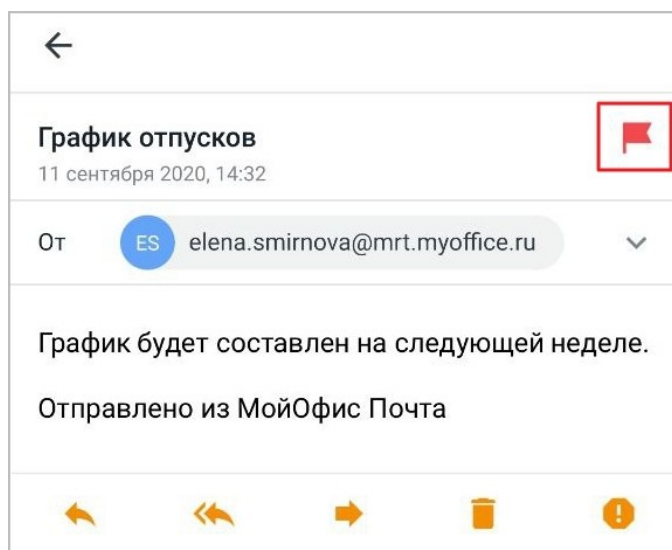 График отпусков
11 сентября 2020, 14:32
От ES elena.smirnova@mrt.myoffice.ru
График будет составлен на следующей неделе.
Отправлено из МойОфис Почта